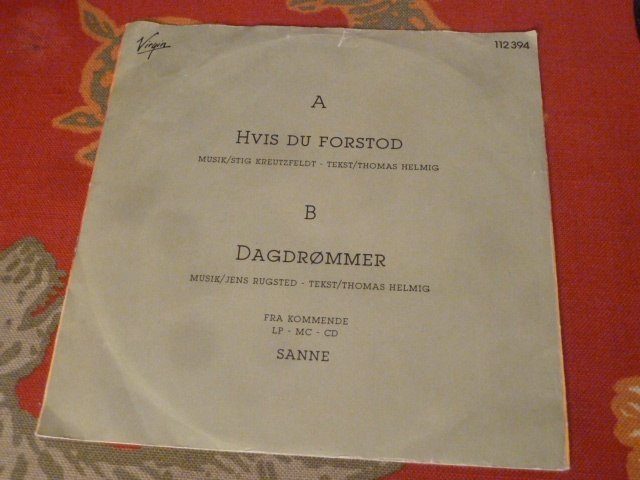 Virgin
112 394
A
HVIS DU FORSTOD
MUSIK/STIG KREUTZFELDT - TEKST/THOMAS HELMIG
B
DAGDRØMMER
MUSIK/JENS RUGSTED - TEKST/THOMAS HELMIG
FRA KOMMENDE
LP - MC - CD
SANNE